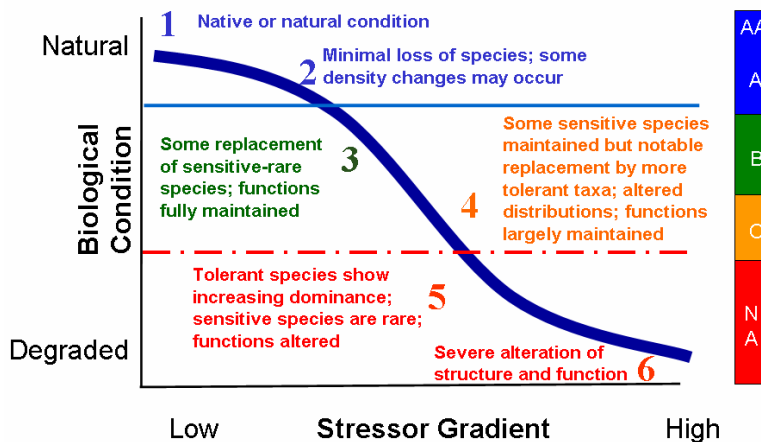 1 Native or natural condition
Natural
2 Minimal loss of species; some
density changes may occur
Biological
Condition
Some replacement
of sensitive-rare
species; functions
fully maintained
3
Some sensitive species
maintained but notable
replacement by more
tolerant taxa; altered
distributions; functions
largely maintained
4
Tolerant species show
increasing dominance;
sensitive species are rare;
functions altered
5
Degraded
Severe alteration of
structure and function 6
Low Stressor Gradient High
A
B
N
A